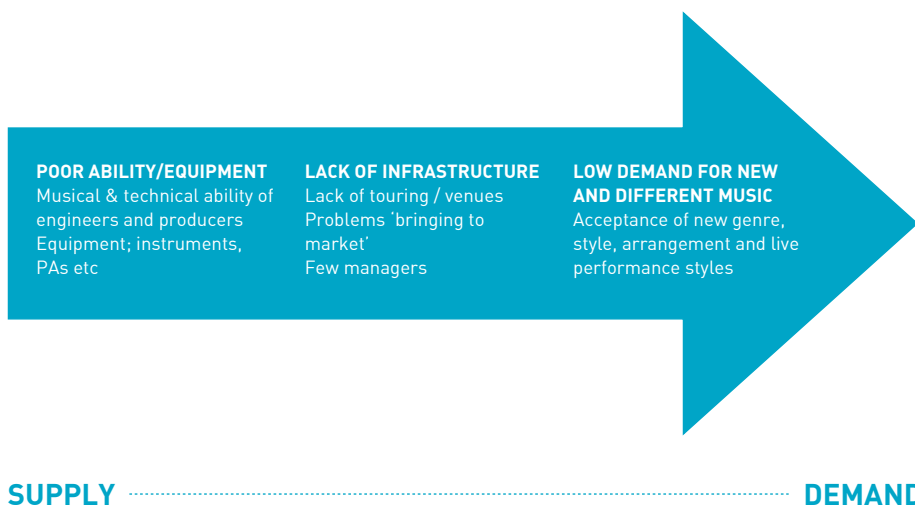 POOR ABILITY/EQUIPMENT
Musical & technical ability of
engineers and producers
Equipment; instruments,
PAs etc
LACK OF INFRASTRUCTURE
Lack of touring / venues
Problems ‘bringing to
market’
Few managers
LOW DEMAND FOR NEW
AND DIFFERENT MUSIC
Acceptance of new genre,
style, arrangement and live
performance styles
SUPPLY
DEMAND